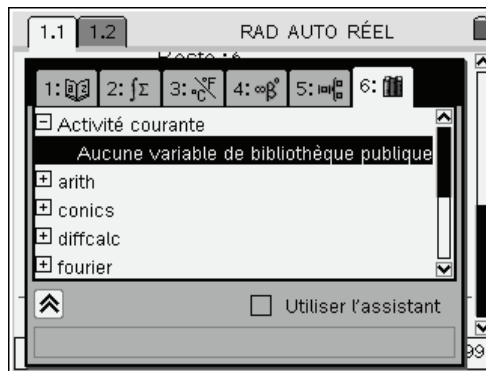 1.1 1.2 RAD AUTO RÉEL
1: 2: ∫Σ 3: °C°F 4: ∞β° 5: 6:
Activité courante
Aucune variable de bibliothèque publique
arith
conics
diffcalc
fourier
Utiliser l'assistant
99